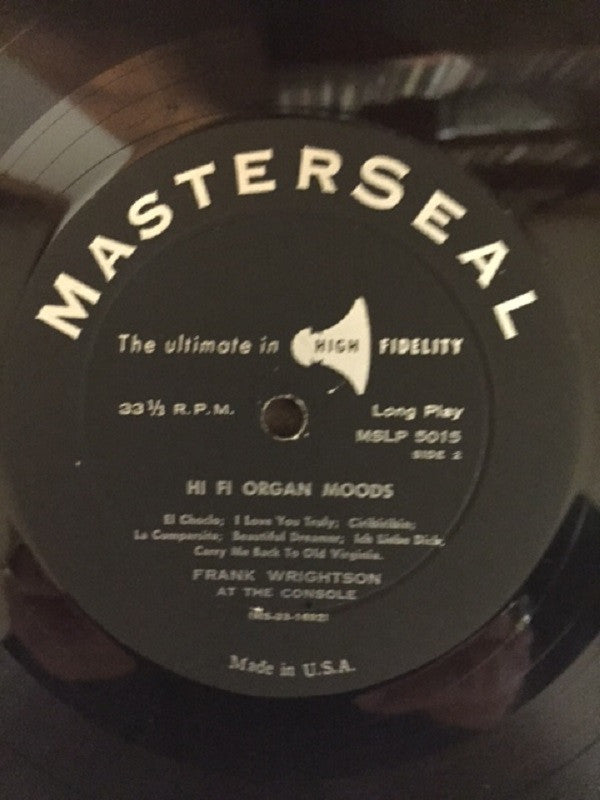 MASTERSEAL
The ultimate in HIGH FIDELITY
33⅓ R.P.M. Long Play
MSLP 5015
SIDE 2
HI FI ORGAN MOODS
El Choclo; I Love You Truly; Ciribiribin;
La Comparsita; Beautiful Dreamer; Ich Liebe Dich;
Carry Me Back To Old Virginia.
FRANK WRIGHTSON
AT THE CONSOLE
Made in U.S.A.